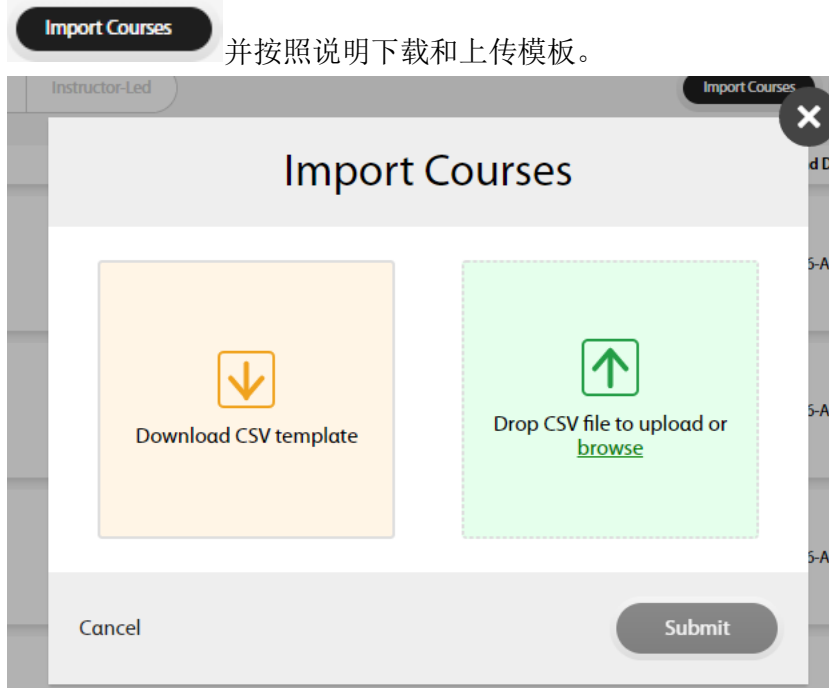 Import Courses 并按照说明下载和上传模板。
Instructor-Led Import Courses
Import Courses
Download CSV template
Drop CSV file to upload or
browse
Cancel Submit